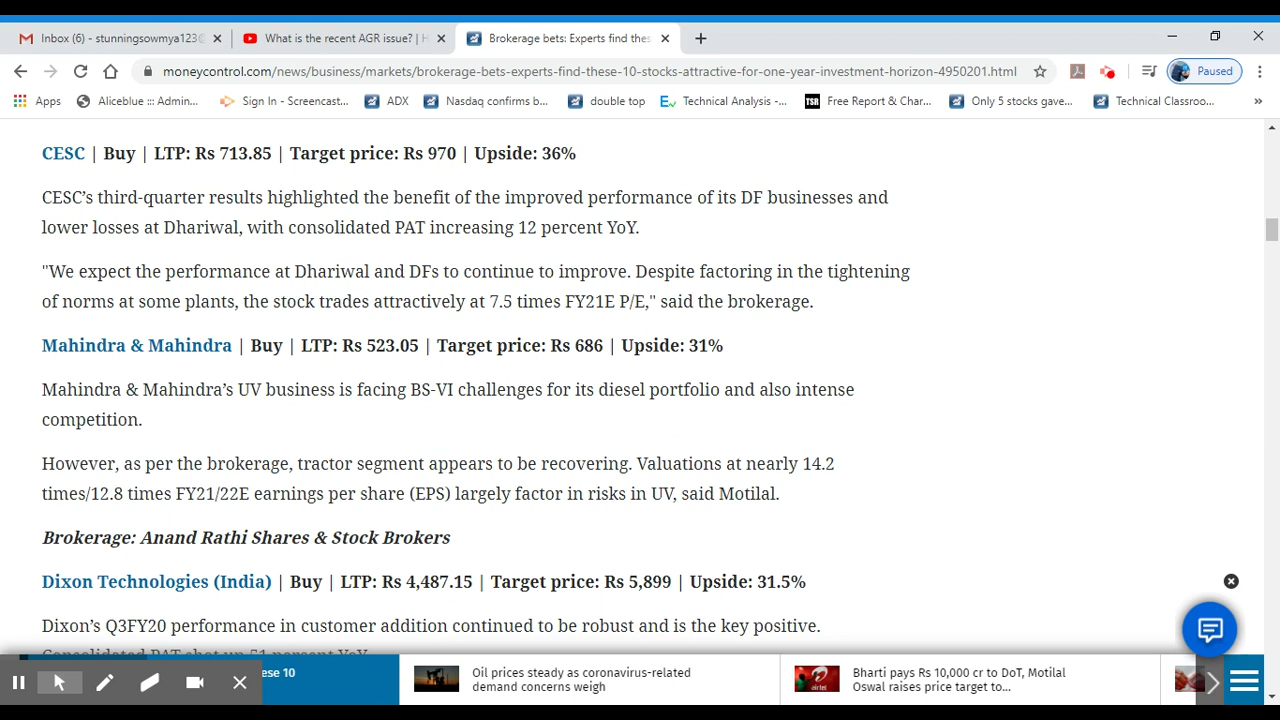 Inbox (6) - stunningsowmya123@
What is the recent AGR issue? | H
Brokerage bets: Experts find thes
moneycontrol.com/news/business/markets/brokerage-bets-experts-find-these-10-stocks-attractive-for-one-year-investment-horizon-4950201.html
Paused
Apps
Aliceblue ::: Admin...
Sign In - Screencast...
ADX
Nasdaq confirms b...
double top
Technical Analysis -...
TSR
Free Report & Char...
Only 5 stocks gave...
Technical Classroo...
»
CESC | Buy | LTP: Rs 713.85 | Target price: Rs 970 | Upside: 36%
CESC’s third-quarter results highlighted the benefit of the improved performance of its DF businesses and
lower losses at Dhariwal, with consolidated PAT increasing 12 percent YoY.
"We expect the performance at Dhariwal and DFs to continue to improve. Despite factoring in the tightening
of norms at some plants, the stock trades attractively at 7.5 times FY21E P/E," said the brokerage.
Mahindra & Mahindra | Buy | LTP: Rs 523.05 | Target price: Rs 686 | Upside: 31%
Mahindra & Mahindra’s UV business is facing BS-VI challenges for its diesel portfolio and also intense
competition.
However, as per the brokerage, tractor segment appears to be recovering. Valuations at nearly 14.2
times/12.8 times FY21/22E earnings per share (EPS) largely factor in risks in UV, said Motilal.
Brokerage: Anand Rathi Shares & Stock Brokers
Dixon Technologies (India) | Buy | LTP: Rs 4,487.15 | Target price: Rs 5,899 | Upside: 31.5%
Dixon’s Q3FY20 performance in customer addition continued to be robust and is the key positive.
Consolidated PAT shot up 51 percent YoY.
ese 10
Oil prices steady as coronavirus-related
demand concerns weigh
airtel
Bharti pays Rs 10,000 cr to DoT, Motilal
Oswal raises price target to...